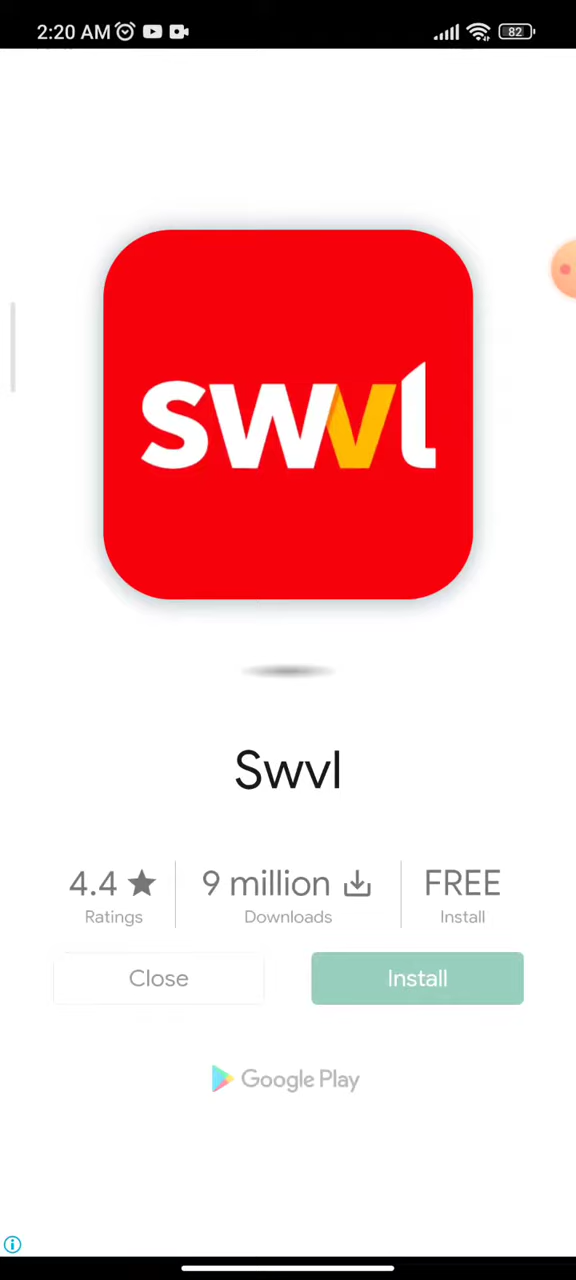 2:20 AM
82
swvl
Swvl
4.4 9 million FREE
Ratings Downloads Install
Close Install
Google Play